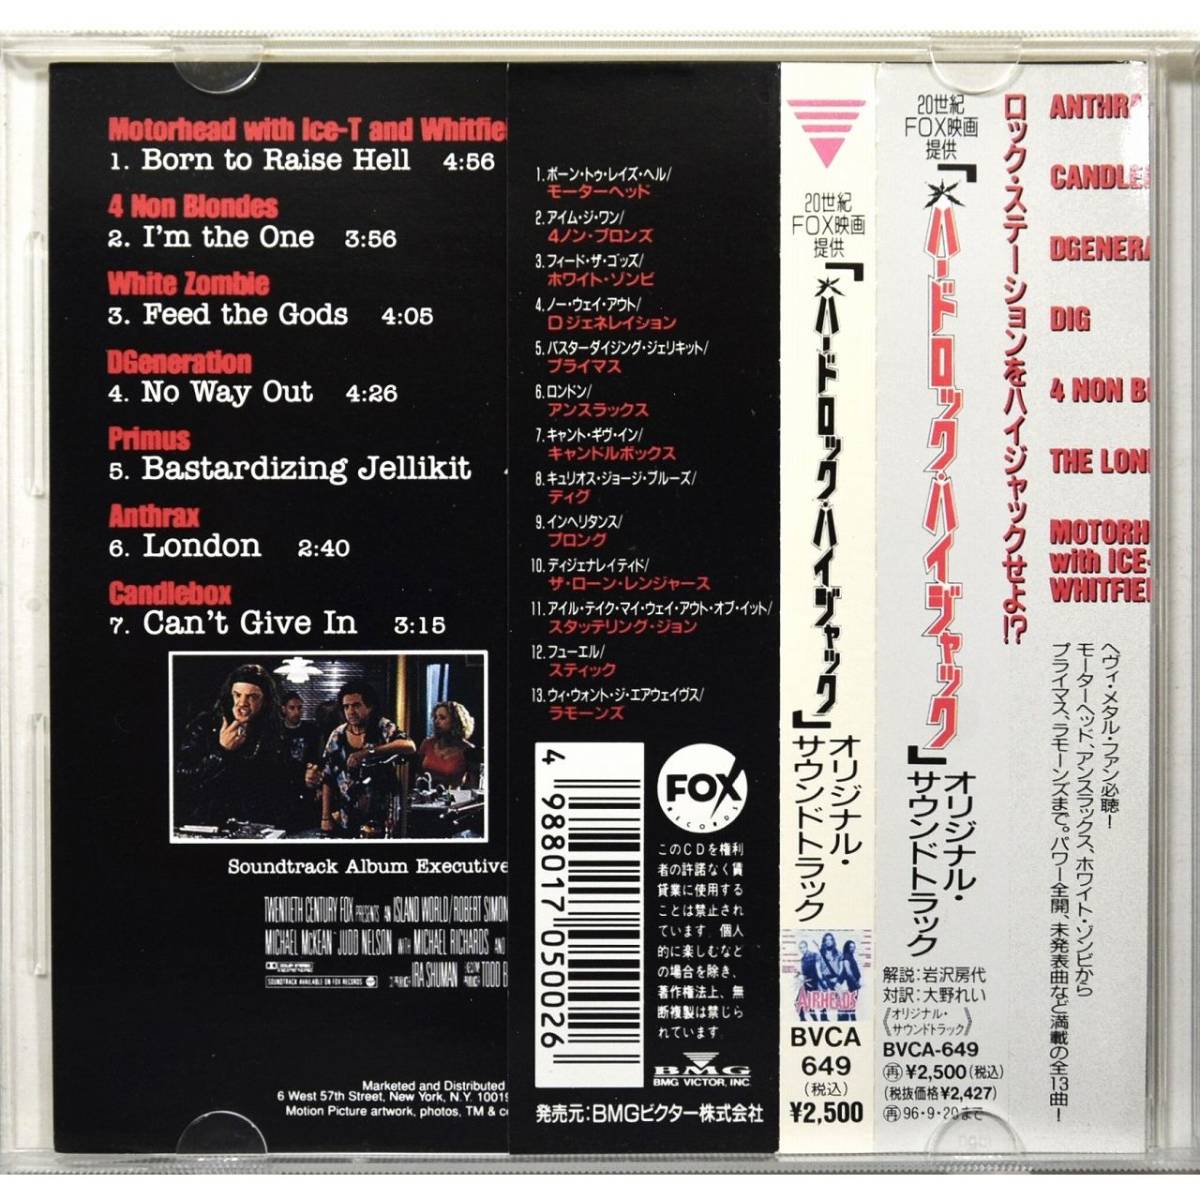 Motorhead with Ice-T and Whitfie
1. Born to Raise Hell 4:56
4 Non Blondes
2. I'm the One 3:56
White Zombie
3. Feed the Gods 4:05
DGeneration
4. No Way Out 4:26
Primus
5. Bastardizing Jellikit
Anthrax
6. London 2:40
Candlebox
7. Can't Give In 3:15
Soundtrack Album Executive
TWENTIETH CENTURY FOX PRESENTS AN ISLAND WORLD/ROBERT SIMON
MICHAEL McKEAN JUDD NELSON WITH MICHAEL RICHARDS AND
SOUNDTRACK AVAILABLE ON FOX RECORDS
IRA SHUMAN
TODD B
Marketed and Distributed
6 West 57th Street, New York, N.Y. 10019
Motion Picture artwork, photos, TM & c
1.ボーン・トゥ・レイズ・ヘル/
モーターヘッド
2.アイム・ジ・ワン/
4ノン・ブロンズ
3.フィード・ザ・ゴッズ/
ホワイト・ゾンビ
4.ノー・ウェイ・アウト/
D ジェネレイション
5.バスターダイジング・ジェリキット/
プライマス
6.ロンドン/
アンスラックス
7.キャント・ギヴ・イン/
キャンドルボックス
8.キュリオス・ジョージ・ブルーズ/
ディグ
9.インヘリタンス/
プロング
10.ディジェナレイティド/
ザ・ローン・レンジャース
11.アイル・テイク・マイ・ウェイ・アウト・オブ・イット/
スタッテリング・ジョン
12.フューエル/
スティック
13.ウィ・ウォント・ジ・エアウェイヴス/
ラモーンズ
4 988017 050026
FOX
RECORDS
このCDを権利
者の許諾なく賃
貸業に使用する
ことは禁止され
ています。個人
的に楽しむなど
の場合を除き、
著作権法上、無
断複製は禁じら
れています。
BMG
BMG VICTOR, INC.
発売元:BMGビクター株式会社
20世紀
FOX映画
提供
「ハードロック・ハイジャック」
オリジナル・
サウンドトラック
AIRHEADS
BVCA
649
(税込)
¥2,500
20世紀
FOX映画
提供
「ハードロック・ハイジャック」
オリジナル・
サウンドトラック
解説:岩沢房代
対訳:大野れい
《オリジナル・
サウンドトラック》
BVCA-649
再¥2,500(税込)
(税抜価格¥2,427)
再96・9・20まで
ロック・ステーションをハイジャックせよ!?
ANTHRA
CANDLE
DGENERA
DIG
4 NON B
THE LON
MOTORH
with ICE-
WHITFIE
ヘヴィ・メタル・ファン必聴!
モーターヘッド、アンスラックス、ホワイト・ゾンビから
プライマス、ラモーンズまで。パワー全開、未発表曲など満載の全13曲!